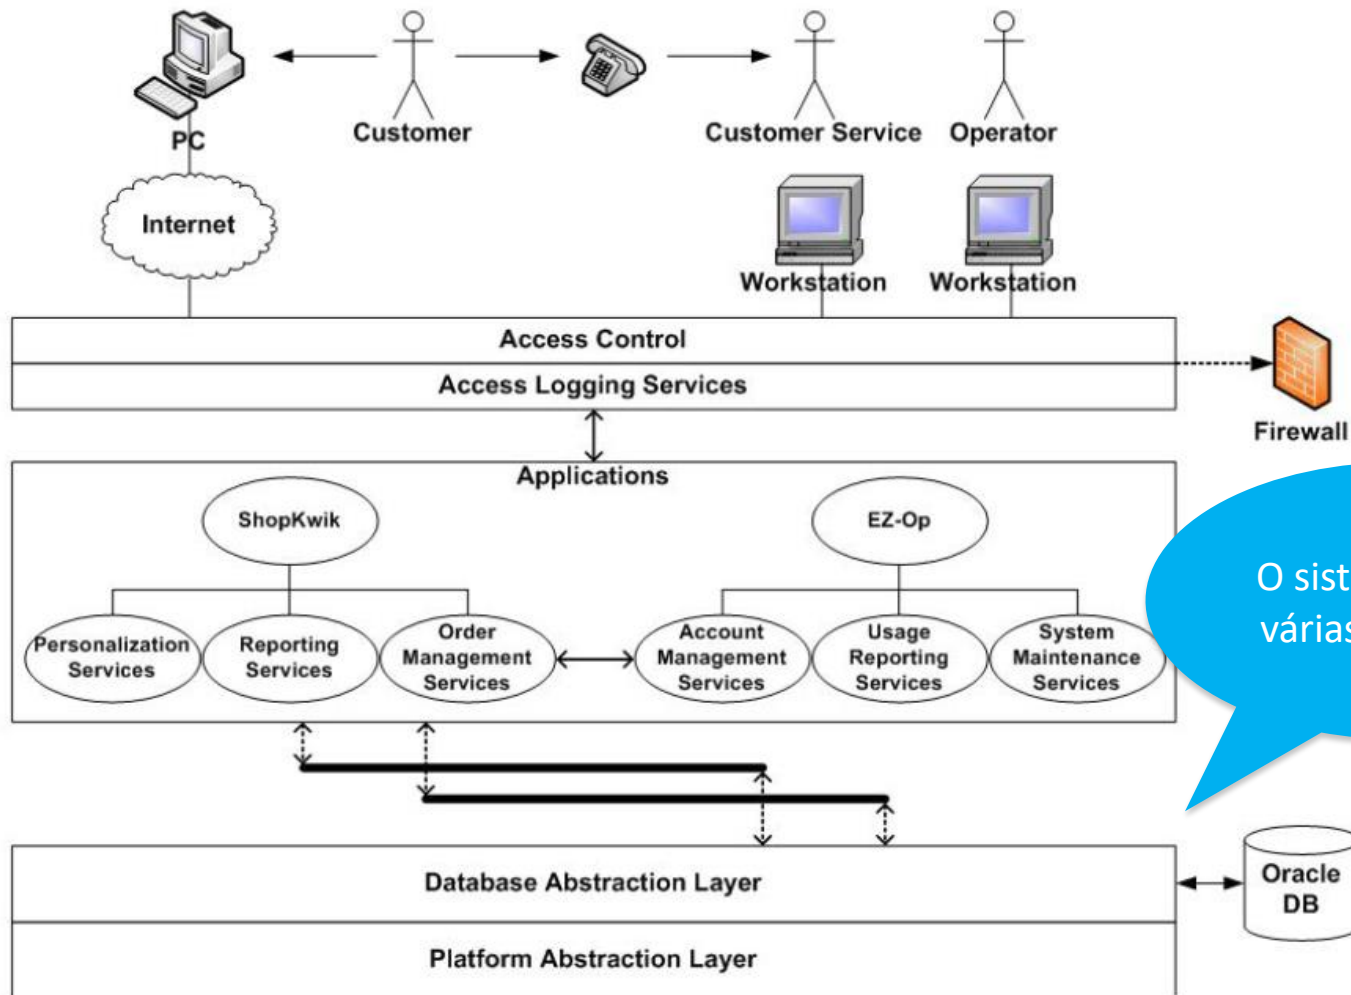 PC
Customer
Customer Service
Operator
Internet
Workstation
Workstation
Access Control
Access Logging Services
Firewall
Applications
ShopKwik
EZ-Op
Personalization
Services
Reporting
Services
Order
Management
Services
Account
Management
Services
Usage
Reporting
Services
System
Maintenance
Services
O
Database Abstraction Layer
Oracle
DB
Platform Abstraction Layer